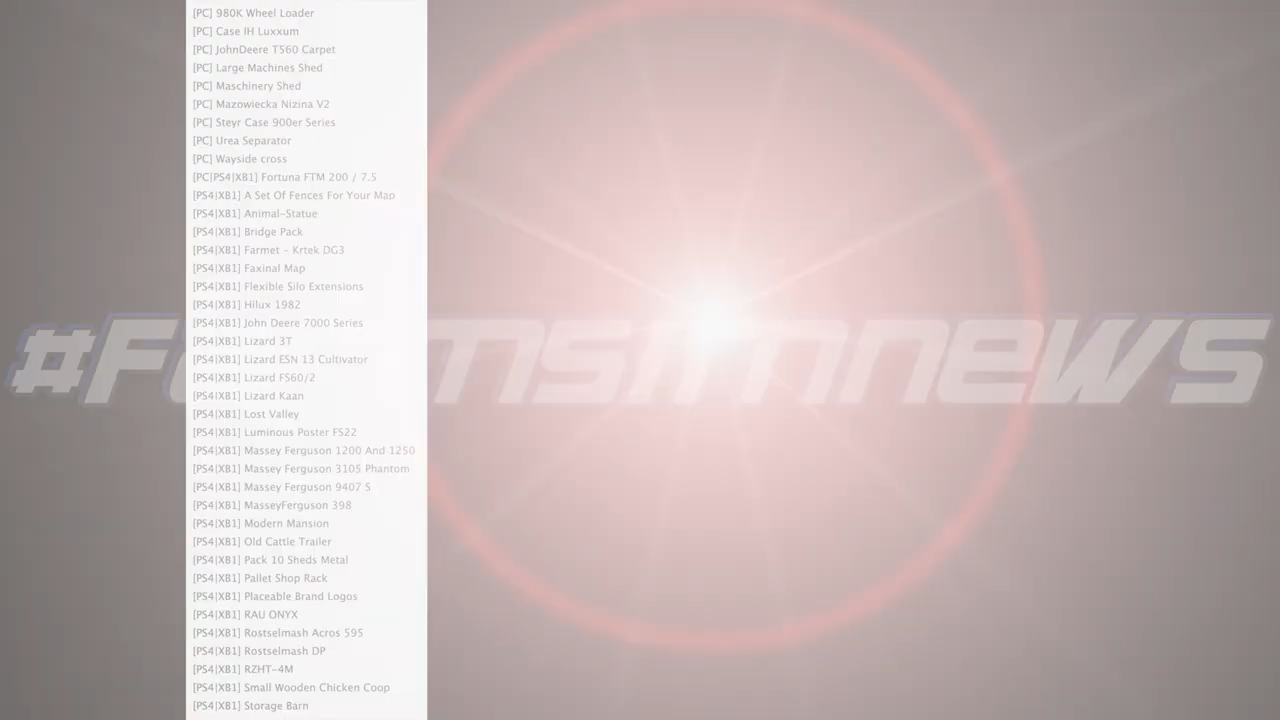 [PC] 980K Wheel Loader
[PC] Case IH Luxxum
[PC] JohnDeere T560 Carpet
[PC] Large Machines Shed
[PC] Maschinery Shed
[PC] Mazowiecka Nizina V2
[PC] Steyr Case 900er Series
[PC] Urea Separator
[PC] Wayside cross
[PC|PS4|XB1] Fortuna FTM 200 / 7.5
[PS4|XB1] A Set Of Fences For Your Map
[PS4|XB1] Animal-Statue
[PS4|XB1] Bridge Pack
[PS4|XB1] Farmet - Krtek DG3
[PS4|XB1] Faxinal Map
[PS4|XB1] Flexible Silo Extensions
[PS4|XB1] Hilux 1982
[PS4|XB1] John Deere 7000 Series
[PS4|XB1] Lizard 3T
[PS4|XB1] Lizard ESN 13 Cultivator
[PS4|XB1] Lizard FS60/2
[PS4|XB1] Lizard Kaan
[PS4|XB1] Lost Valley
[PS4|XB1] Luminous Poster FS22
[PS4|XB1] Massey Ferguson 1200 And 1250
[PS4|XB1] Massey Ferguson 3105 Phantom
[PS4|XB1] Massey Ferguson 9407 S
[PS4|XB1] MasseyFerguson 398
[PS4|XB1] Modern Mansion
[PS4|XB1] Old Cattle Trailer
[PS4|XB1] Pack 10 Sheds Metal
[PS4|XB1] Pallet Shop Rack
[PS4|XB1] Placeable Brand Logos
[PS4|XB1] RAU ONYX
[PS4|XB1] Rostselmash Acros 595
[PS4|XB1] Rostselmash DP
[PS4|XB1] RZHT-4M
[PS4|XB1] Small Wooden Chicken Coop
[PS4|XB1] Storage Barn